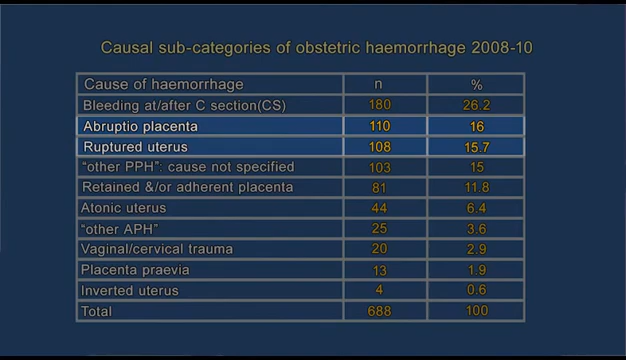 Causal sub-categories of obstetric haemorrhage 2008-10
Cause of haemorrhage n %
Bleeding at/after C section(CS) 180 26.2
Abruptio placenta 110 16
Ruptured uterus 108 15.7
“other PPH”: cause not specified 103 15
Retained &/or adherent placenta 81 11.8
Atonic uterus 44 6.4
“other APH” 25 3.6
Vaginal/cervical trauma 20 2.9
Placenta praevia 13 1.9
Inverted uterus 4 0.6
Total 688 100